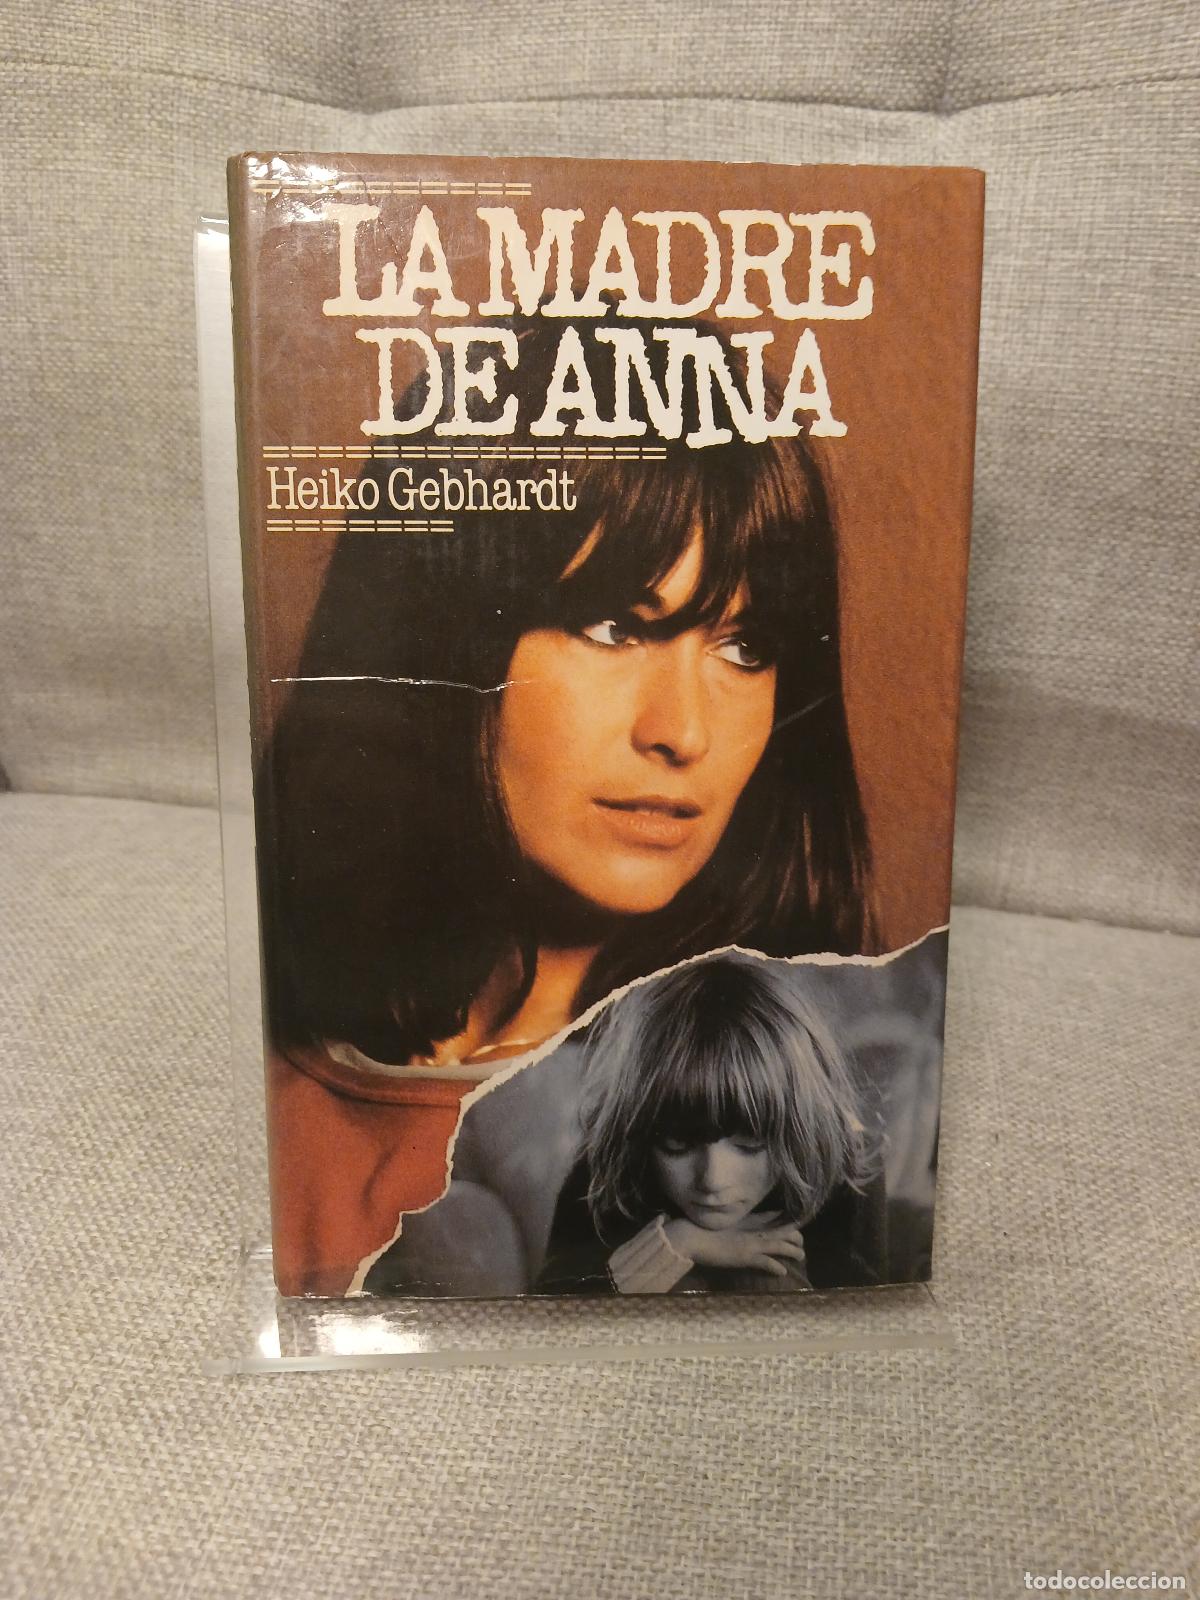 LA MADRE
DE ANNA
Heiko Gebhardt
todocoleccion